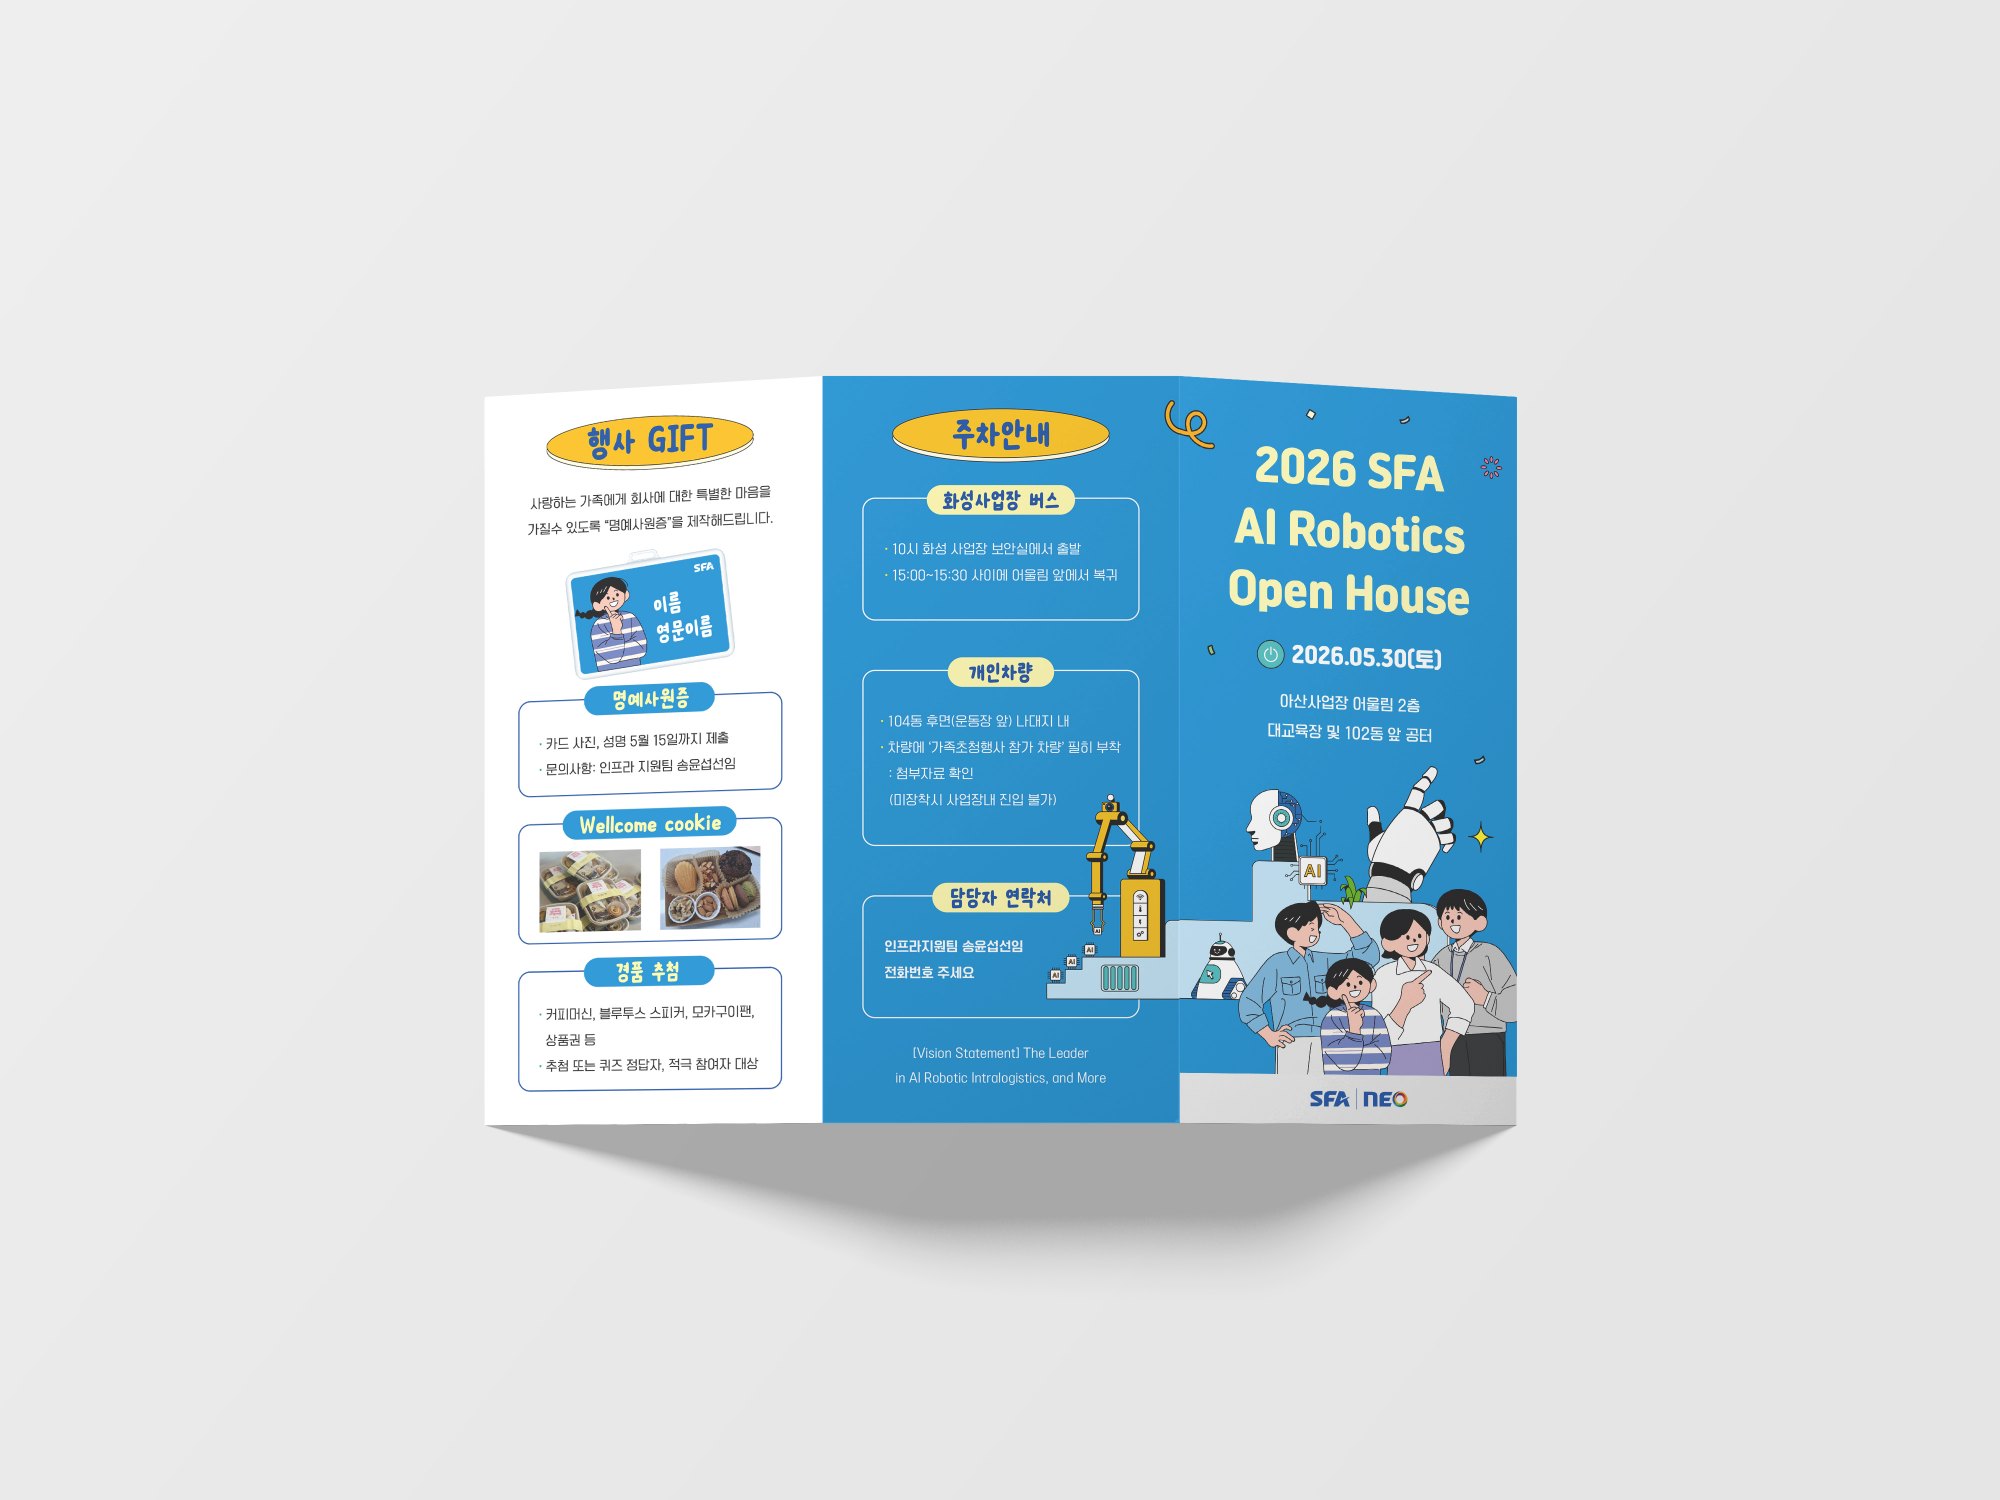 행사 GIFT
사랑하는 가족에게 회사에 대한 특별한 마음을
가질수 있도록 “명예사원증”을 제작해드립니다.
SFA
이름
영문이름
명예사원증
· 카드 사진, 성명 5월 15일까지 제출
· 문의사항: 인프라 지원팀 송윤섭선임
Wellcome cookie
경품 추첨
· 커피머신, 블루투스 스피커, 모카구이팬,
상품권 등
· 추첨 또는 퀴즈 정답자, 적극 참여자 대상
주차안내
화성사업장 버스
· 10시 화성 사업장 보안실에서 출발
· 15:00~15:30 사이에 어울림 앞에서 복귀
개인차량
· 104동 후면(운동장 앞) 나대지 내
· 차량에 ‘가족초청행사 참가 차량’ 필히 부착
: 첨부자료 확인
(미장착시 사업장내 진입 불가)
담당자 연락처
인프라지원팀 송윤섭선임
전화번호 주세요
AI
AI
AI
AI
[Vision Statement] The Leader
in AI Robotic Intralogistics, and More
2026 SFA
AI Robotics
Open House
2026.05.30(토)
아산사업장 어울림 2층
대교육장 및 102동 앞 공터
AI
SFA | NEO